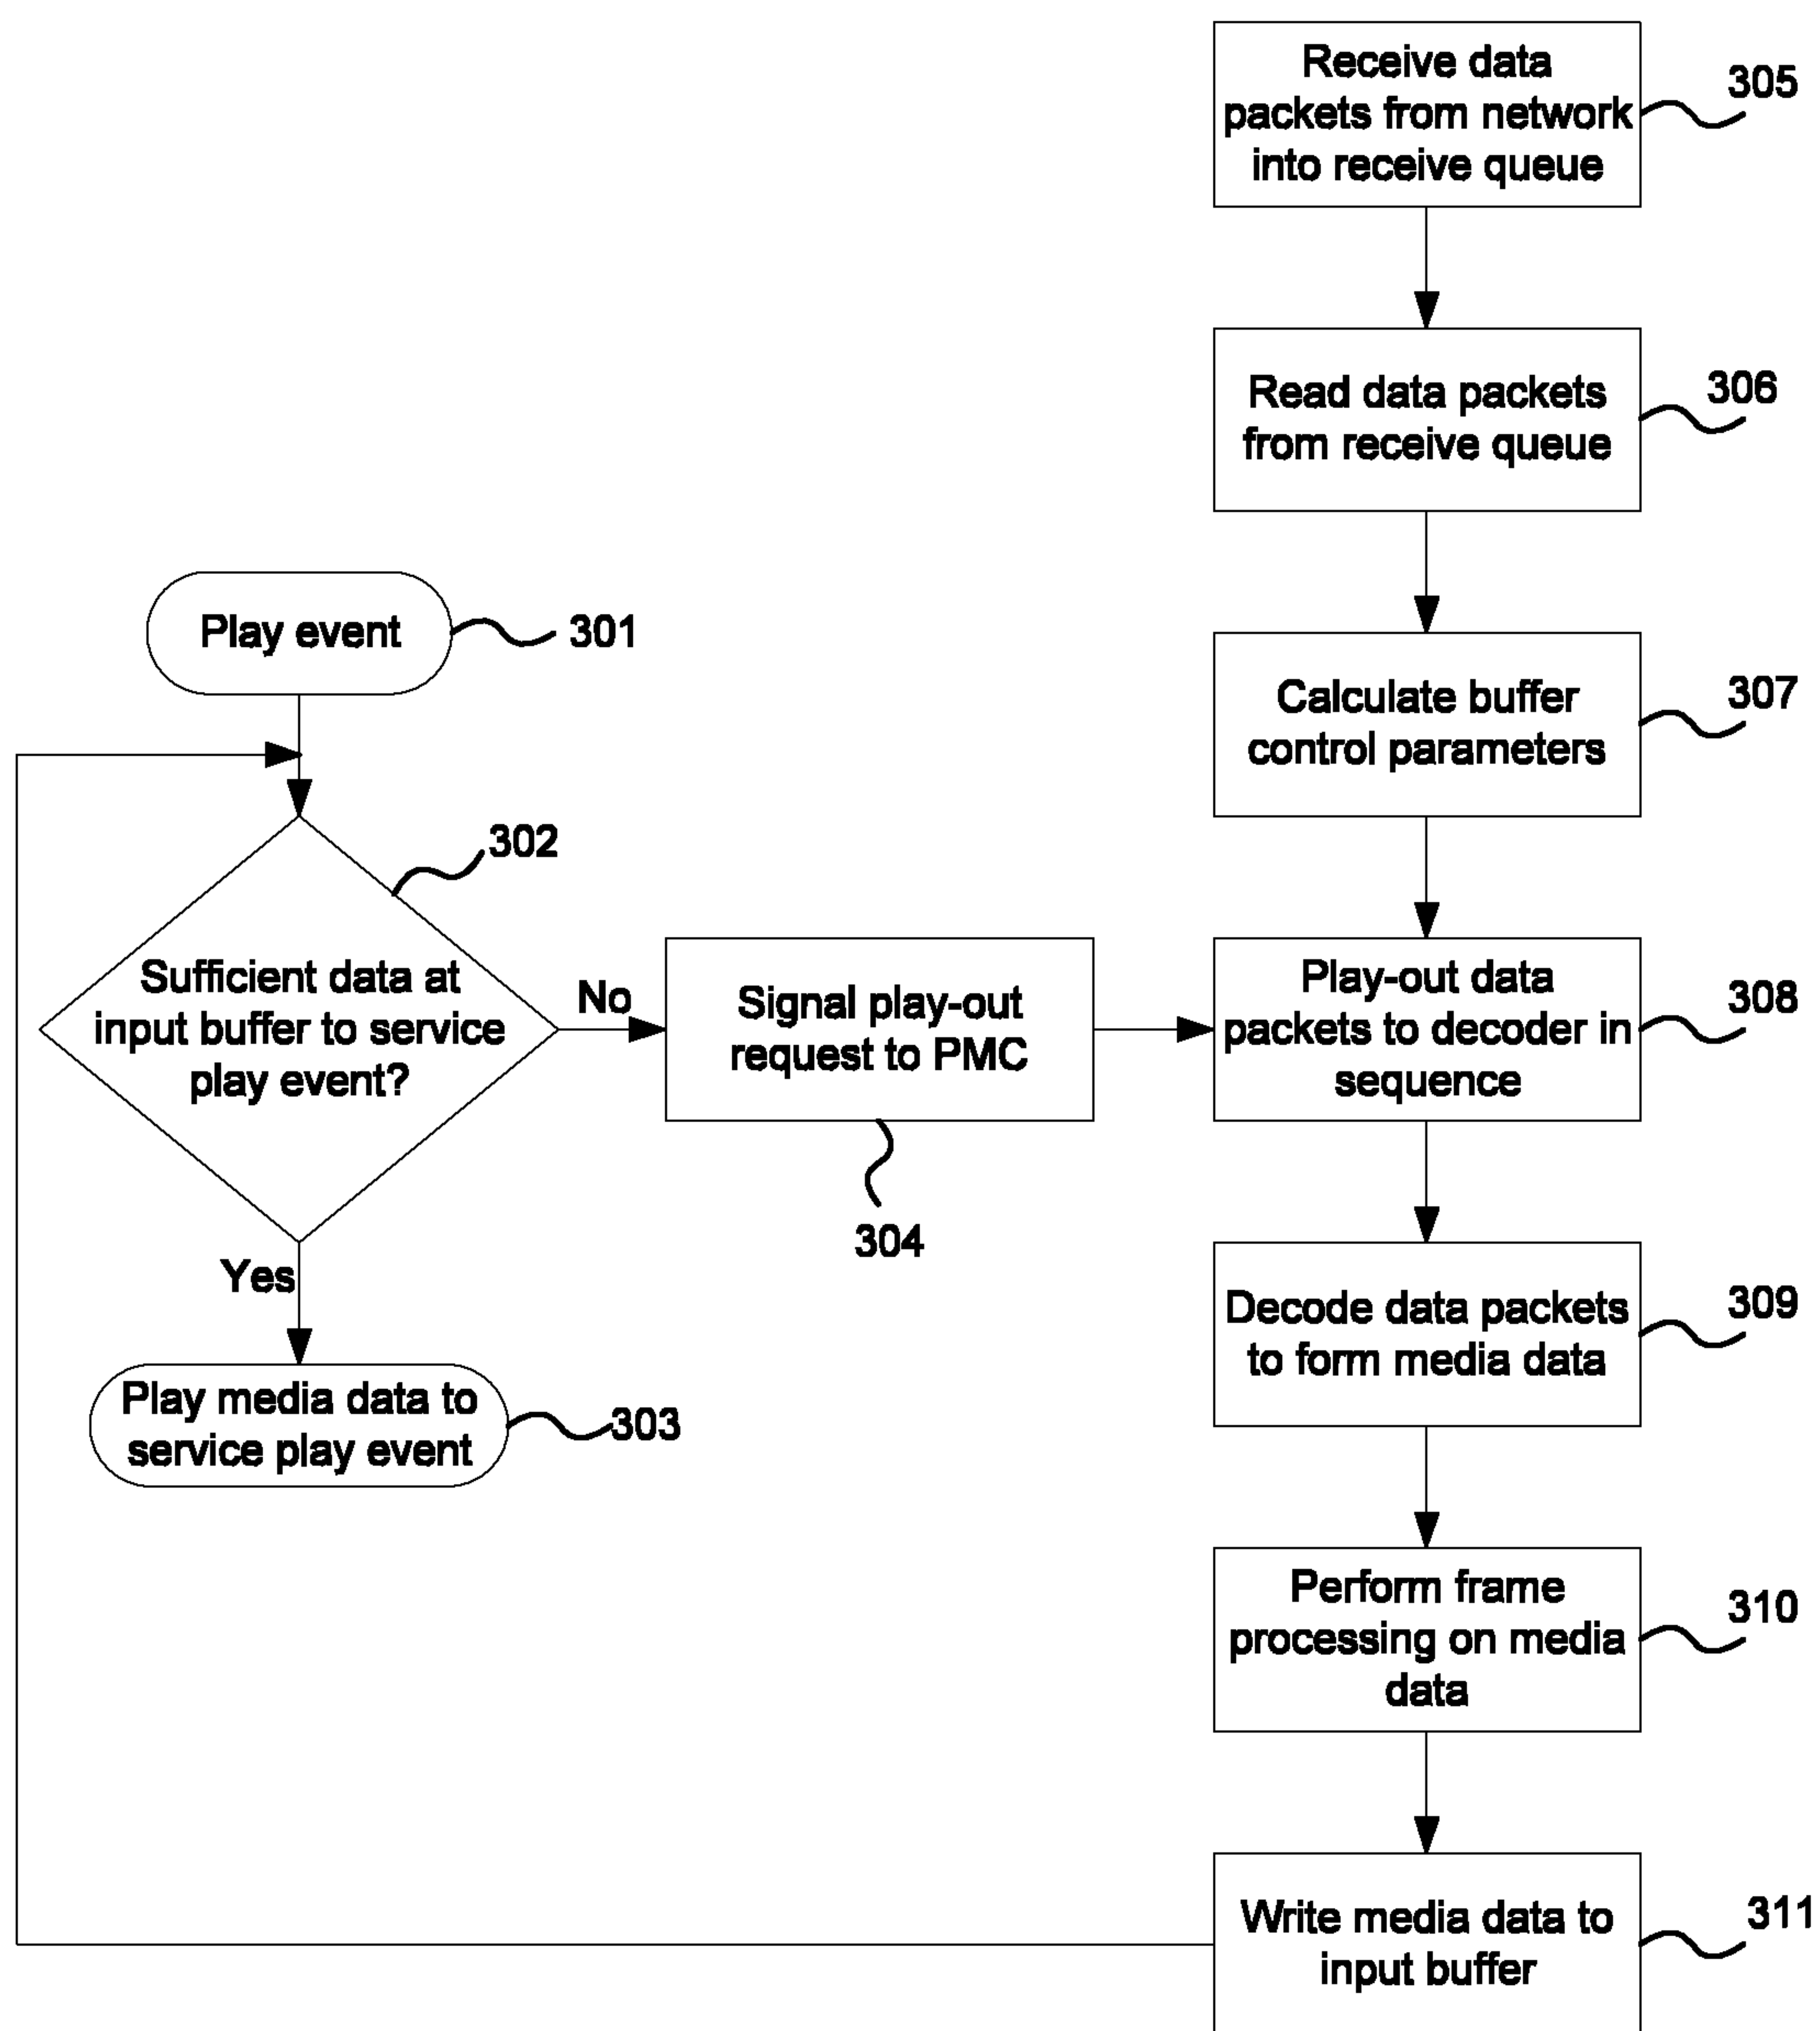 Receive data
packets from network
into receive queue
305
Read data packets
from receive queue
306
Calculate buffer
control parameters
307
Play event
301
302
Sufficient data at
input buffer to service
play event?
No
Yes
Play media data to
service play event
303
Signal play-out
request to PMC
304
Play-out data
packets to decoder in
sequence
308
Decode data packets
to form media data
309
Perform frame
processing on media
data
310
Write media data to
input buffer
311